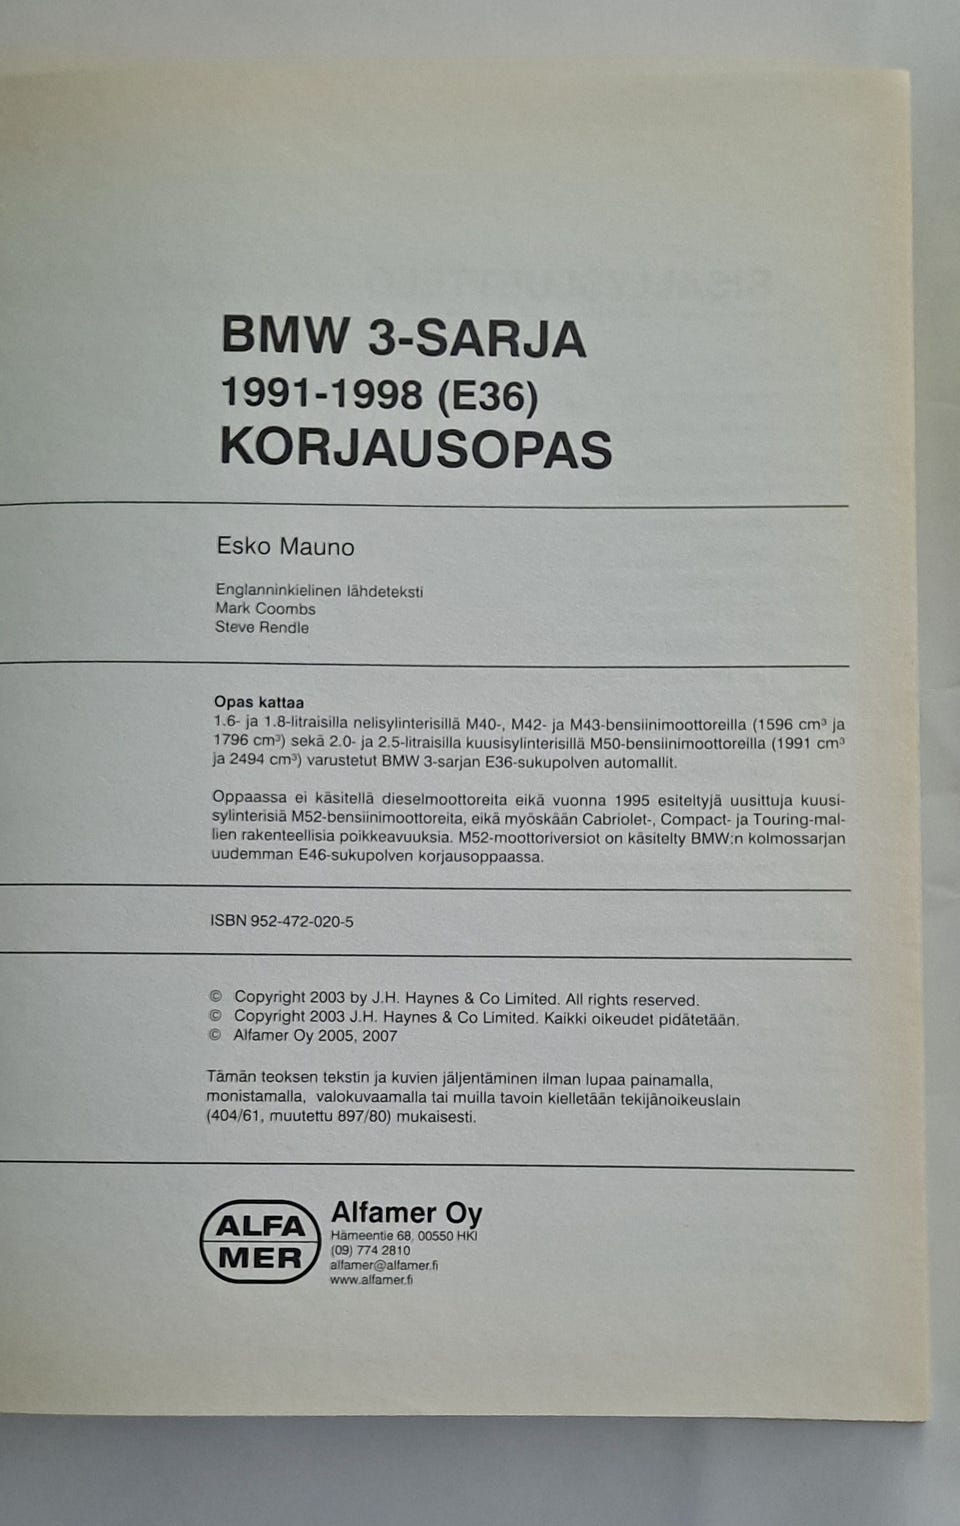 BMW 3-SARJA
1991-1998 (E36)
KORJAUSOPAS
Esko Mauno
Englanninkielinen lähdeteksti
Mark Coombs
Steve Rendle
Opas kattaa
1.6- ja 1.8-litraisilla nelisylinterisillä M40-, M42- ja M43-bensiinimoottoreilla (1596 cm³ ja
1796 cm³) sekä 2.0- ja 2.5-litraisilla kuusisylinterisillä M50-bensiinimoottoreilla (1991 cm³
ja 2494 cm³) varustetut BMW 3-sarjan E36-sukupolven automallit.
Oppaassa ei käsitellä dieselmoottoreita eikä vuonna 1995 esiteltyjä uusittuja kuusi-
sylinterisiä M52-bensiinimoottoreita, eikä myöskään Cabriolet-, Compact- ja Touring-mal-
lien rakenteellisia poikkeavuuksia. M52-moottoriversiot on käsitelty BMW:n kolmossarjan
uudemman E46-sukupolven korjausoppaassa.
ISBN 952-472-020-5
© Copyright 2003 by J.H. Haynes & Co Limited. All rights reserved.
© Copyright 2003 J.H. Haynes & Co Limited. Kaikki oikeudet pidätetään.
© Alfamer Oy 2005, 2007
Tämän teoksen tekstin ja kuvien jäljentäminen ilman lupaa painamalla,
monistamalla, valokuvaamalla tai muilla tavoin kielletään tekijänoikeuslain
(404/61, muutettu 897/80) mukaisesti.
ALFA
MER
Alfamer Oy
Hämeentie 68, 00550 HKI
(09) 774 2810
alfamer@alfamer.fi
www.alfamer.fi